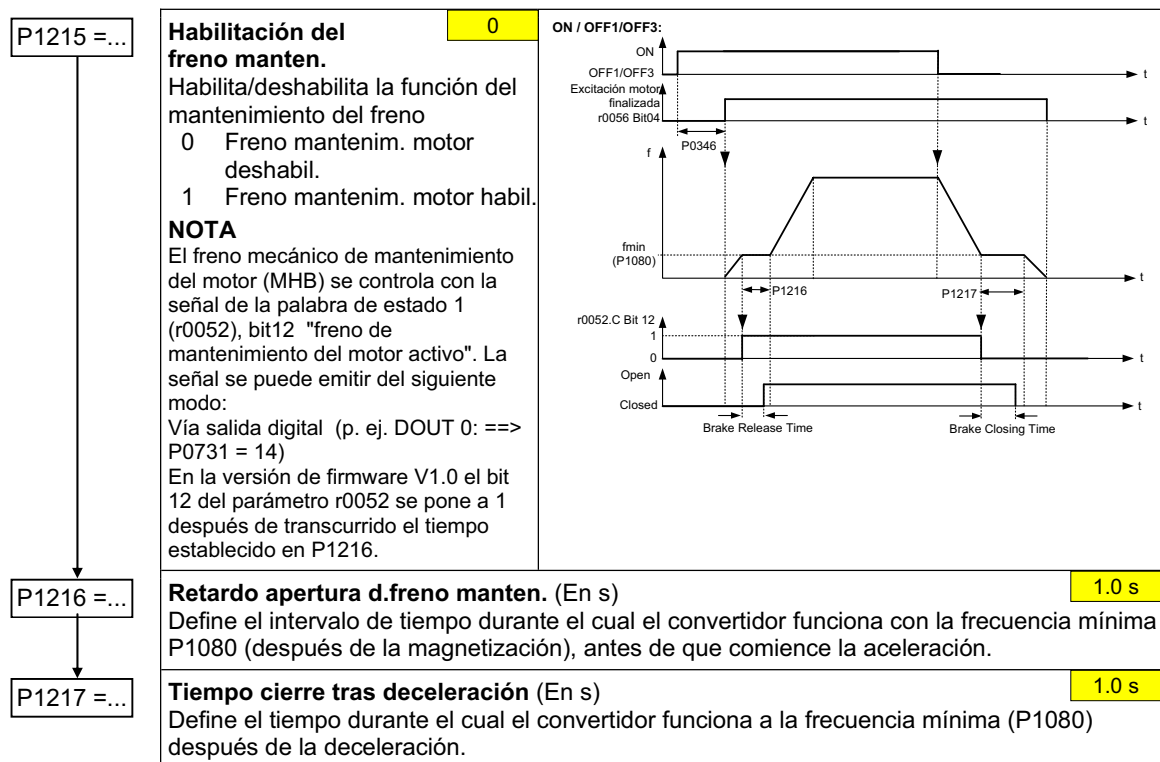 P1215 =...
Habilitación del
freno manten.
0
Habilita/deshabilita la función del
mantenimiento del freno
0 Freno mantenim. motor
deshabil.
1 Freno mantenim. motor habil.
NOTA
El freno mecánico de mantenimiento
del motor (MHB) se controla con la
señal de la palabra de estado 1
(r0052), bit12 "freno de
mantenimiento del motor activo". La
señal se puede emitir del siguiente
modo:
Vía salida digital (p. ej. DOUT 0: ==>
P0731 = 14)
En la versión de firmware V1.0 el bit
12 del parámetro r0052 se pone a 1
después de transcurrido el tiempo
establecido en P1216.
ON / OFF1/OFF3:
ON
OFF1/OFF3
t
Excitación motor
finalizada
r0056 Bit04
t
P0346
f
fmin
(P1080)
t
P1216
P1217
r0052.C Bit 12
1
0
t
Open
Closed
t
Brake Release Time
Brake Closing Time
P1216 =...
Retardo apertura d.freno manten. (En s)
1.0 s
Define el intervalo de tiempo durante el cual el convertidor funciona con la frecuencia mínima
P1080 (después de la magnetización), antes de que comience la aceleración.
P1217 =...
Tiempo cierre tras deceleración (En s)
1.0 s
Define el tiempo durante el cual el convertidor funciona a la frecuencia mínima (P1080)
después de la deceleración.